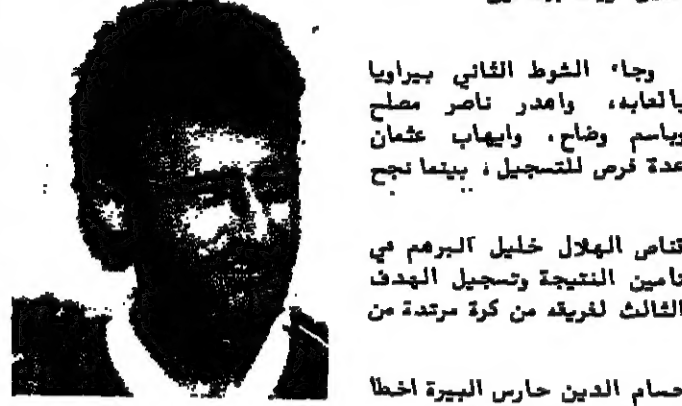 وجاء الشوط الثاني بيراويا
بالعابه، واهدر ناصر مصلح
وباسم وضاح، وايهاب عثمان
عدة فرص للتسجيل، بينما نجح
قناص الهلال خليل البرهم في
تامين النتيجة وتسجيل الهدف
الثالث لفريقه من كرة مرتدة من
حسام الدين حارس البيرة اخطا